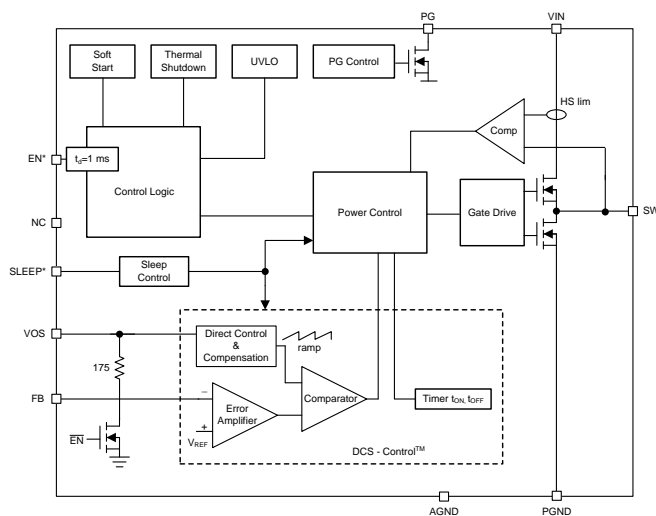 PG
VIN
Soft
Start
Thermal
Shutdown
UVLO
PG Control
HS lim
Comp
EN*
td=1 ms
Control Logic
NC
Power Control
Gate Drive
SW
SLEEP*
Sleep
Control
VOS
Direct Control
&
Compensation
ramp
175
FB
–
Error
Amplifier
+
VREF
Comparator
Timer tON, tOFF
EN
DCS - Control™
AGND
PGND